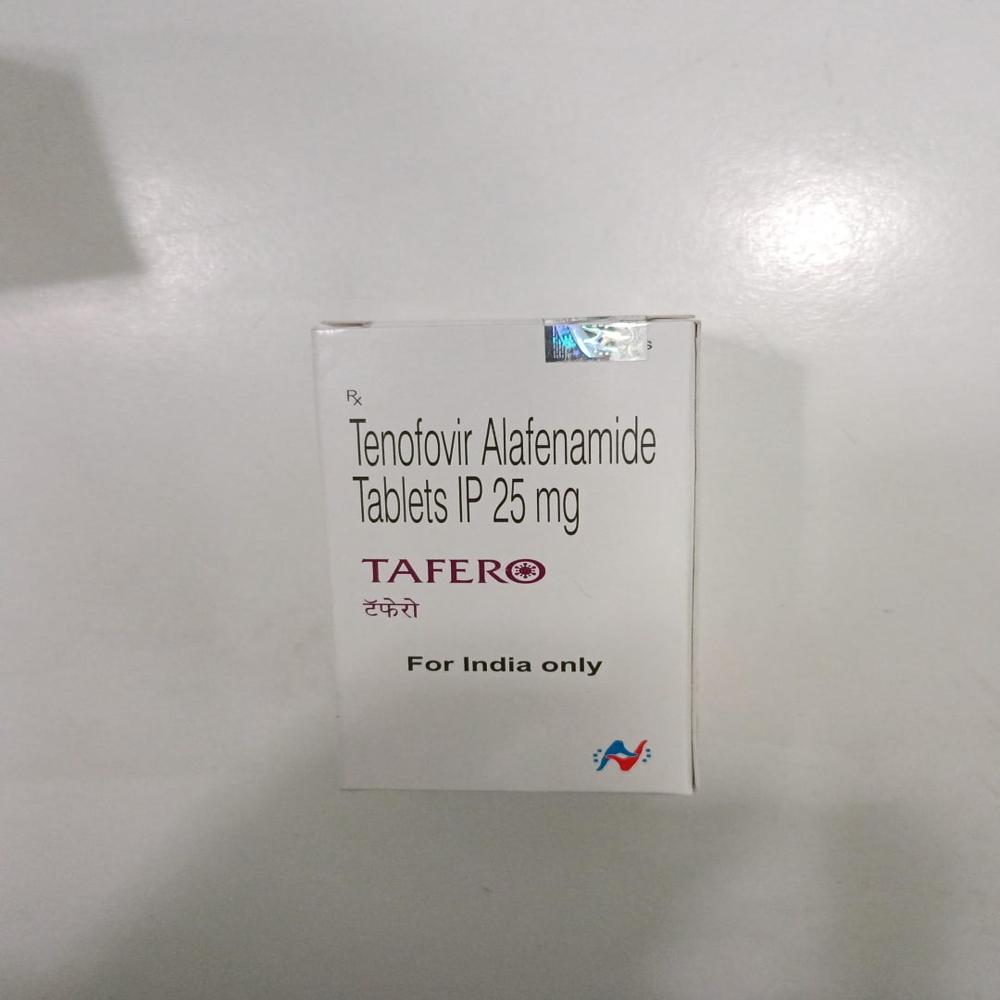 Rx
Tenofovir Alafenamide
Tablets IP 25 mg
TAFERO
टॅफेरो
For India only